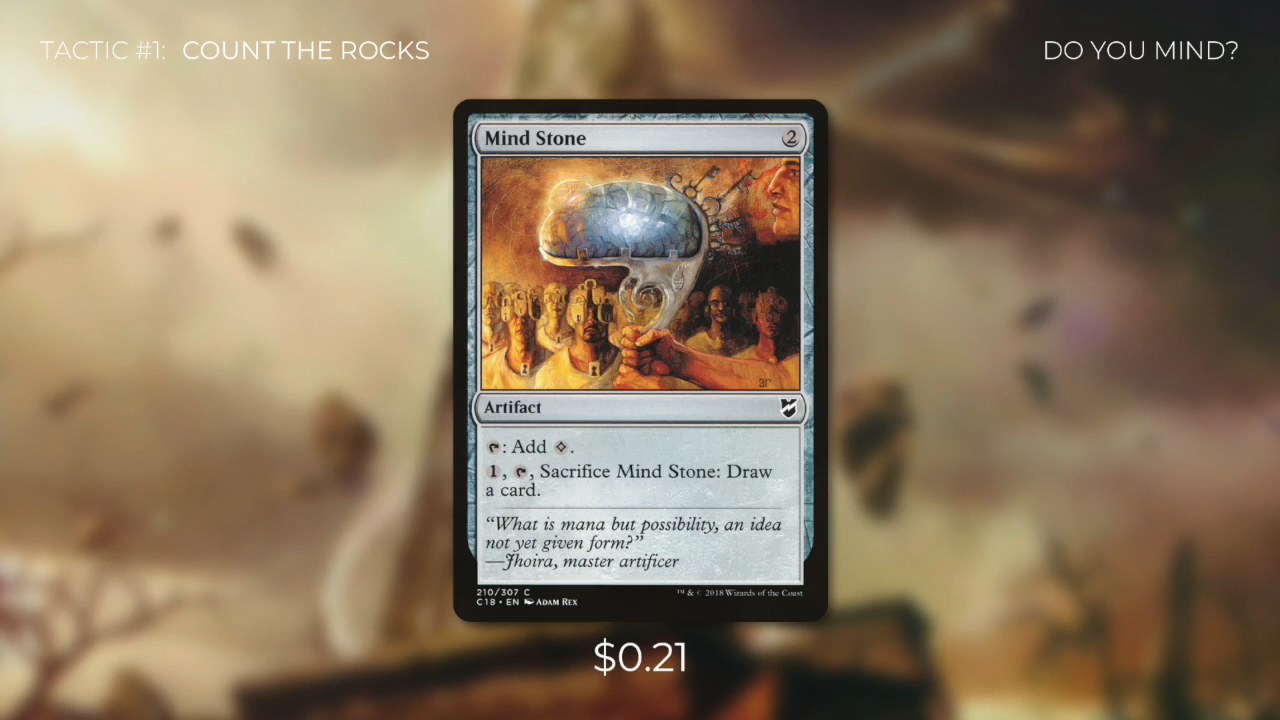 TACTIC #1: COUNT THE ROCKS
DO YOU MIND?
Mind Stone 2
Artifact
: Add .
1, , Sacrifice Mind Stone: Draw
a card.
“What is mana but possibility, an idea
not yet given form?”
—Jhoira, master artificer
210/307 C
C18 • EN Adam Rex
™ & © 2018 Wizards of the Coast
$0.21